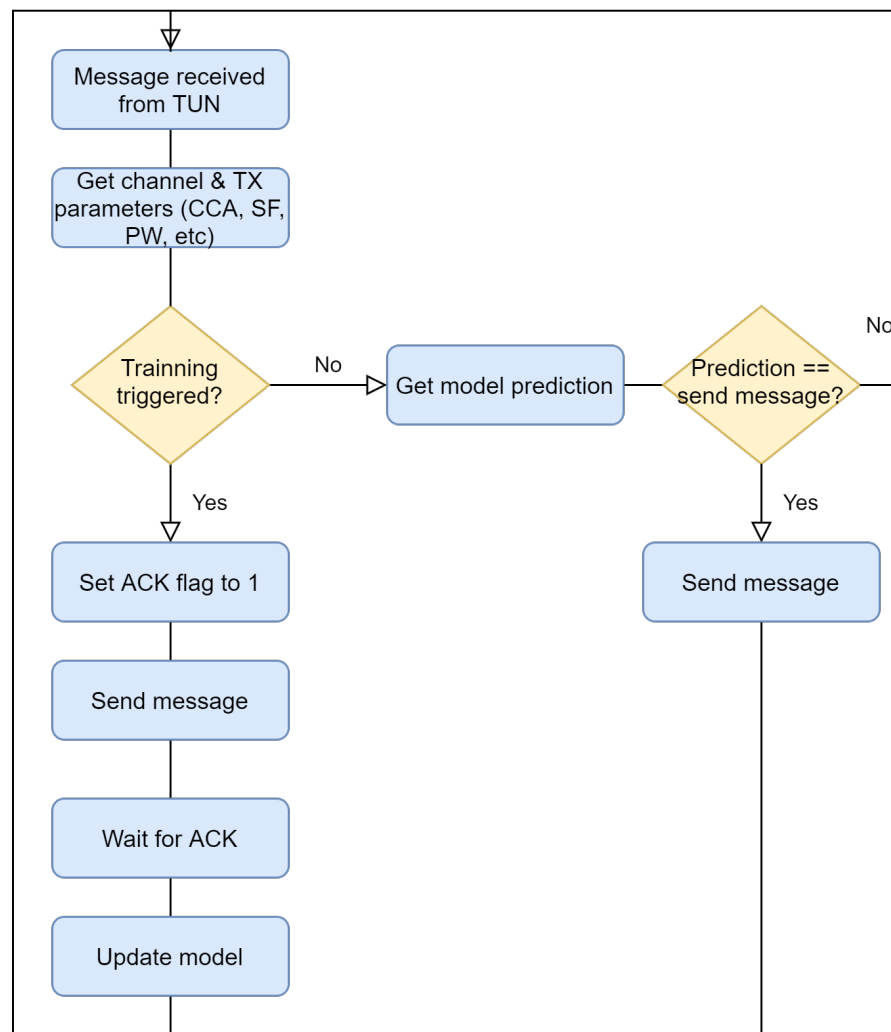 Message received
from TUN
Get channel & TX
parameters (CCA, SF,
PW, etc)
Trainning
triggered?
No
Get model prediction
Prediction ==
send message?
No
Yes
Yes
Set ACK flag to 1
Send message
Send message
Wait for ACK
Update model